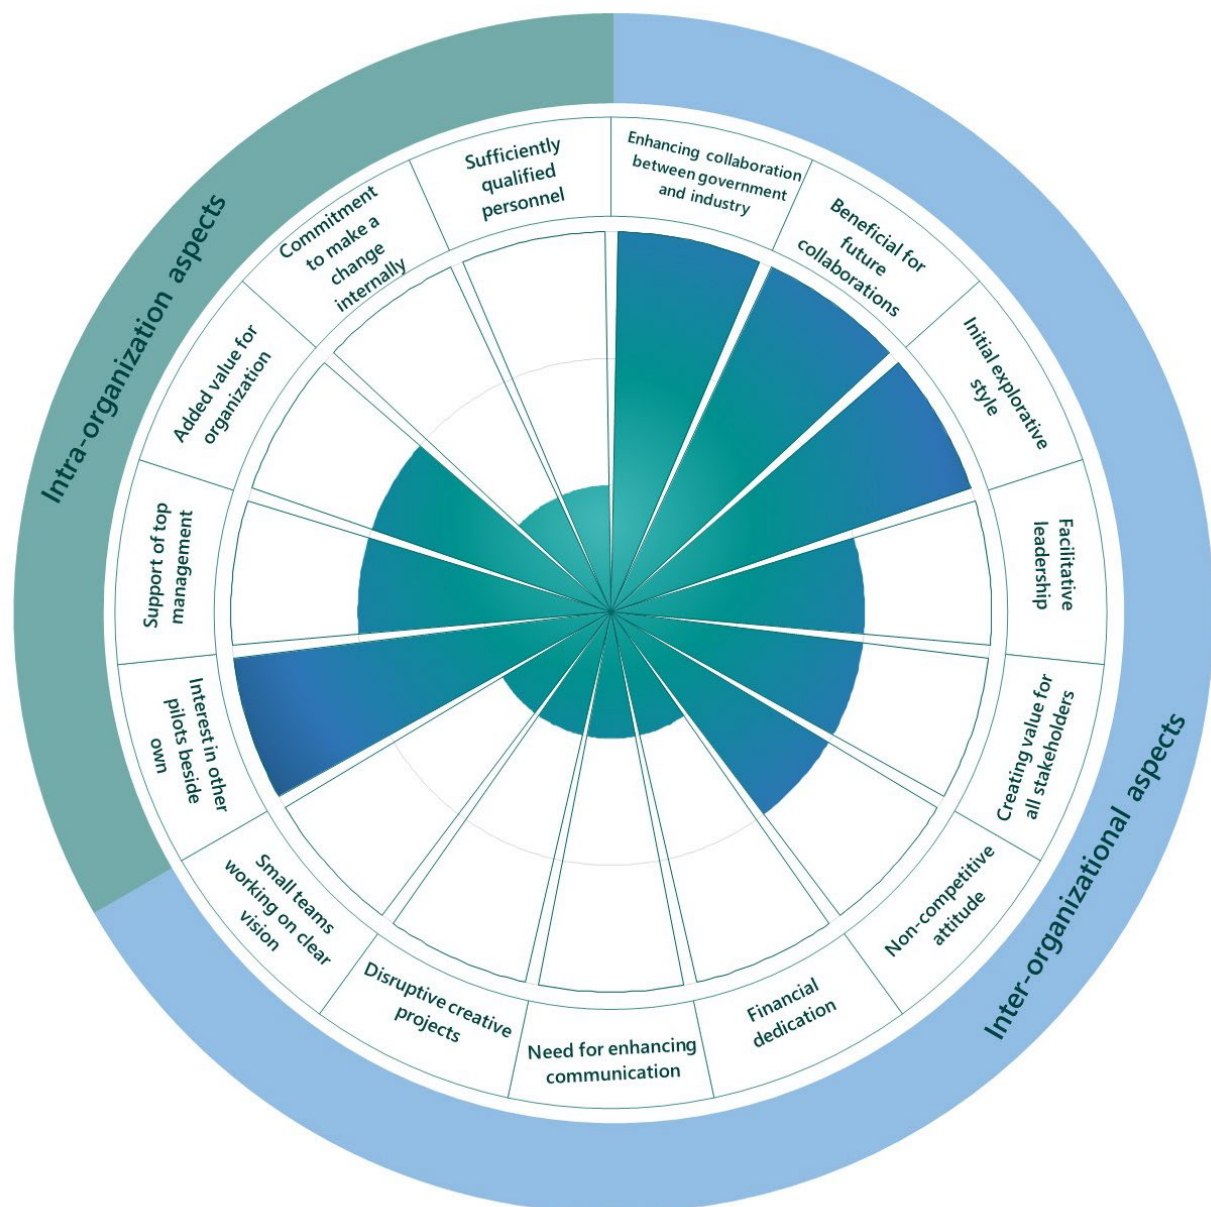 Intra-organization aspects
Inter-organizational aspects
Enhancing collaboration
between government
and industry
Beneficial for
future
collaborations
Initial explorative
style
Facilitative
leadership
Creating value for
all stakeholders
Non-competitive
attitude
Financial
dedication
Need for enhancing
communication
Disruptive creative
projects
Small teams
working on clear
vision
Interest in other
pilots beside
own
Support of top
management
Added value for
organization
Commitment
to make a
change
internally
Sufficiently
qualified
personnel